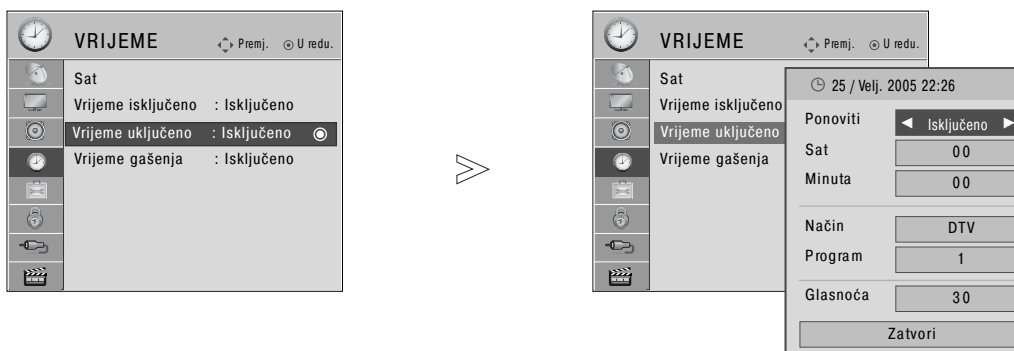 VRIJEME Premj. U redu.
Sat
Vrijeme isključeno : Isključeno
Vrijeme uključeno : Isključeno
Vrijeme gašenja : Isključeno
VRIJEME Premj. U redu.
Sat
Vrijeme isključeno
Vrijeme uključeno
Vrijeme gašenja
25 / Velj. 2005 22:26
Ponoviti Isključeno
Sat 00
Minuta 00
Način DTV
Program 1
Glasnoća 30
Zatvori